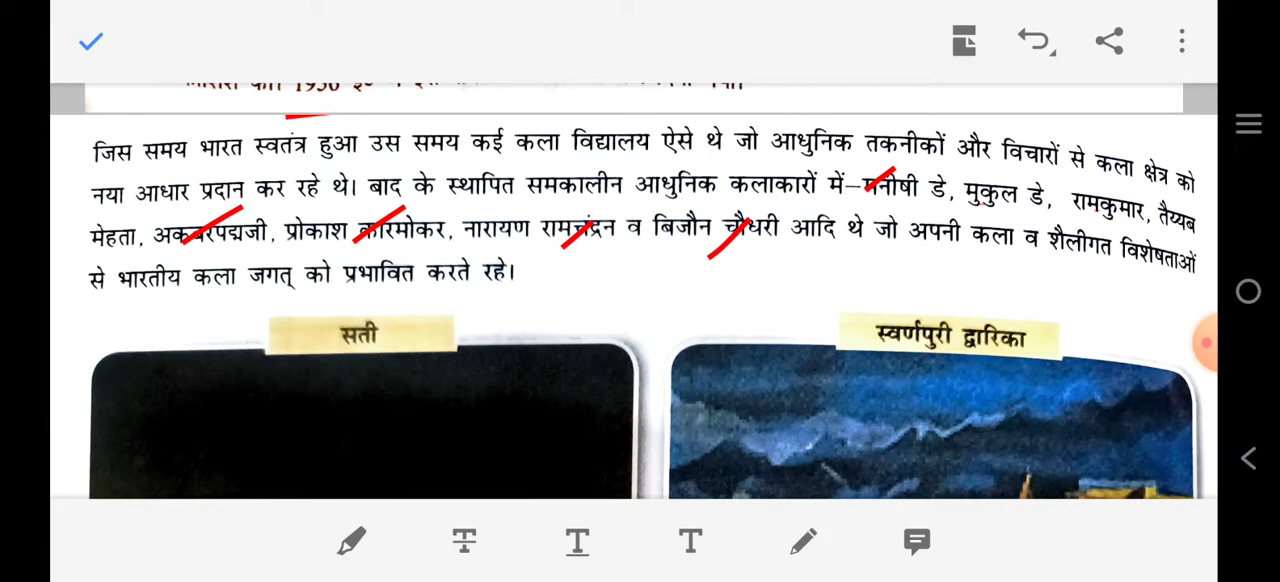 1956 ई०
जिस समय भारत स्वतंत्र हुआ उस समय कई कला विद्यालय ऐसे थे जो आधुनिक तकनीकों और विचारों से कला क्षेत्र को
नया आधार प्रदान कर रहे थे। बाद के स्थापित समकालीन आधुनिक कलाकारों में–मनीषी डे, मुकुल डे, रामकुमार, तैय्यब
मेहता, अकबरपद्मजी, प्रोकाश कारमोकर, नारायण रामचंद्रन व बिजौन चौधरी आदि थे जो अपनी कला व शैलीगत विशेषताओं
से भारतीय कला जगत् को प्रभावित करते रहे।
सती
स्वर्णपुरी द्वारिका
T T T